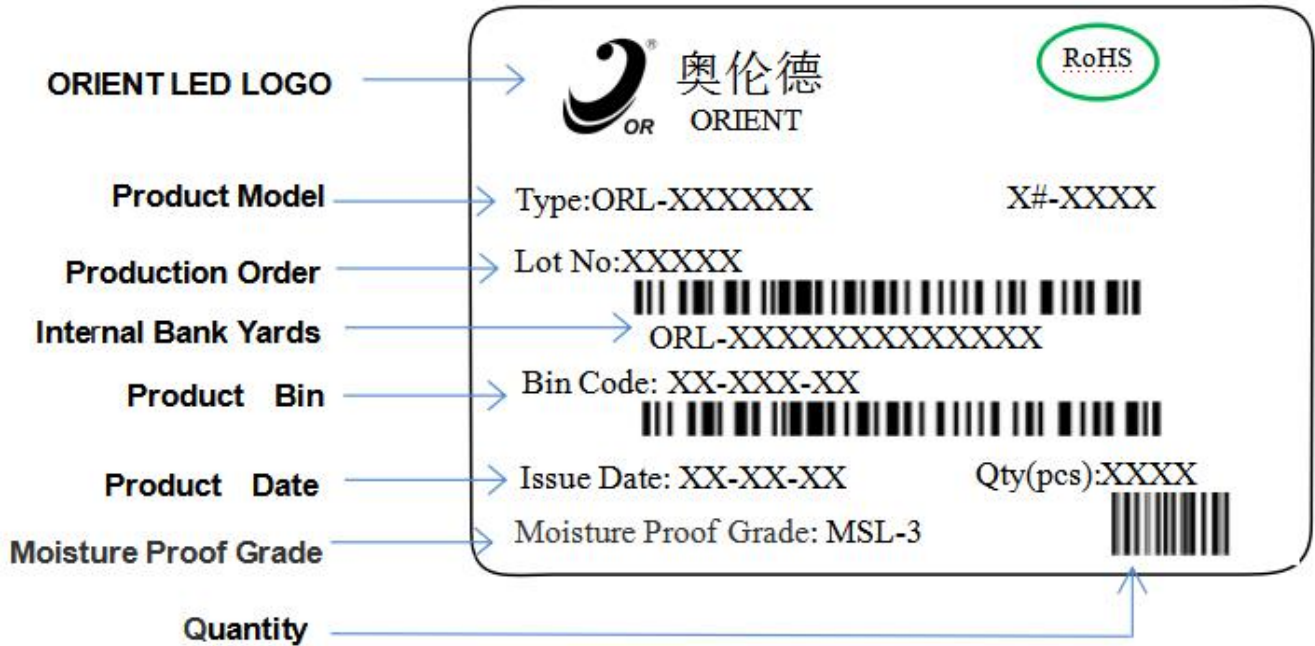 ORIENT LED LOGO
奥伦德
ORIENT
®
OR
RoHS
Product Model
Type:ORL-XXXXXX
X#-XXXX
Production Order
Lot No:XXXXX
Internal Bank Yards
ORL-XXXXXXXXXXXXX
Product Bin
Bin Code: XX-XXX-XX
Product Date
Issue Date: XX-XX-XX
Qty(pcs):XXXX
Moisture Proof Grade
Moisture Proof Grade: MSL-3
Quantity